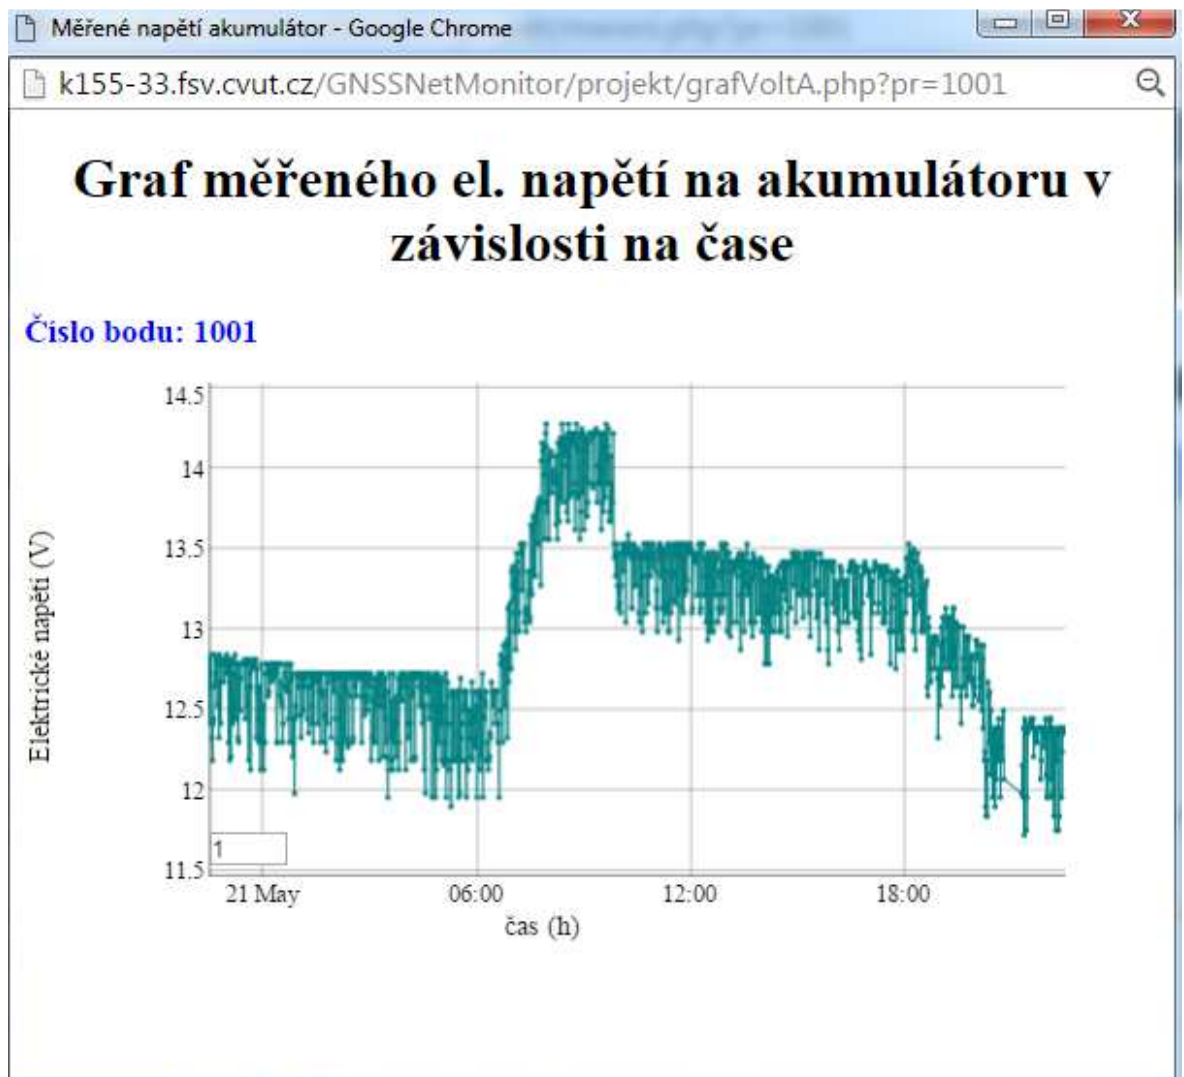 Měřené napětí akumulátor - Google Chrome
k155-33.fsv.cvut.cz/GNSSNetMonitor/projekt/grafVoltA.php?pr=1001
Graf měřeného el. napětí na akumulátoru v
závislosti na čase
Číslo bodu: 1001
Elektrické napětí (V)
14.5
14
13.5
13
12.5
12
11.5
1
21 May
06:00
12:00
18:00
čas (h)